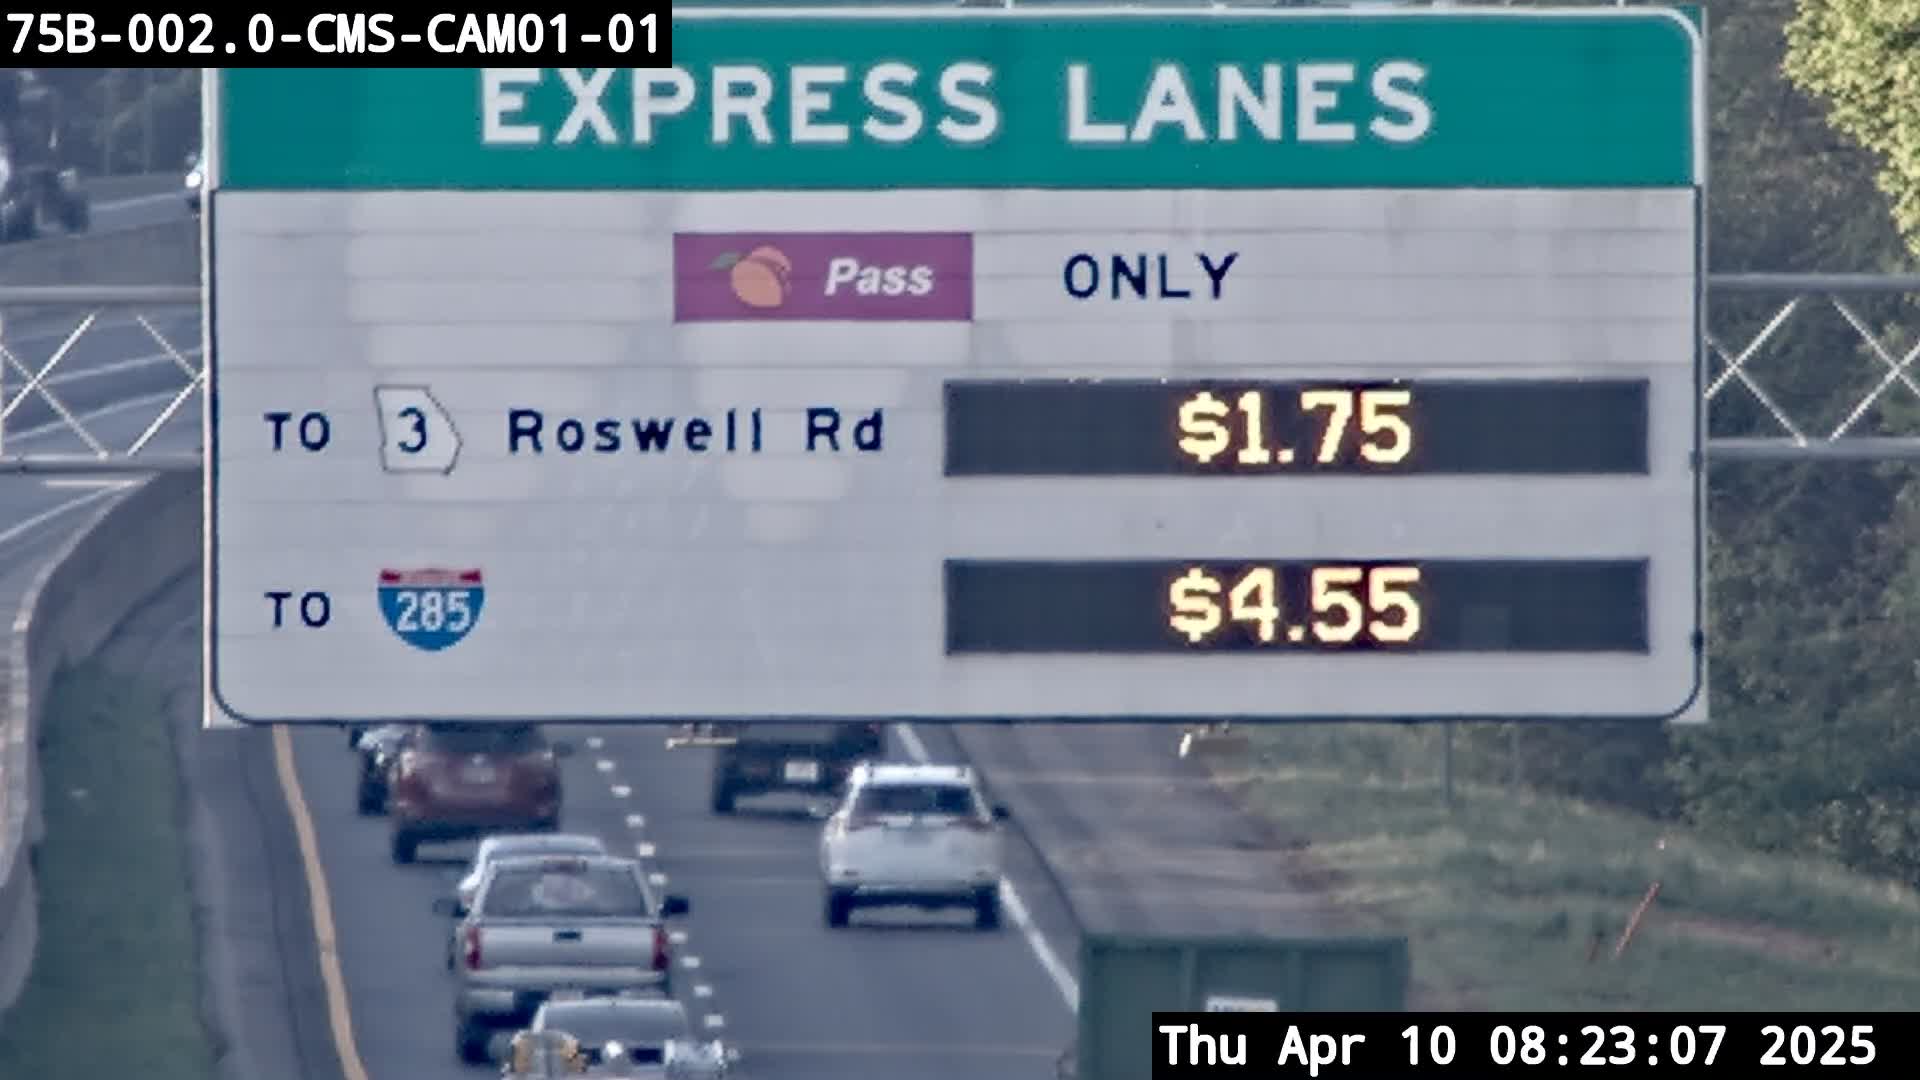 75B-002.0-CMS-CAM01-01
EXPRESS LANES
Pass ONLY
TO 3 Roswell Rd $1.75
TO 285 $4.55
Thu Apr 10 08:23:07 2025